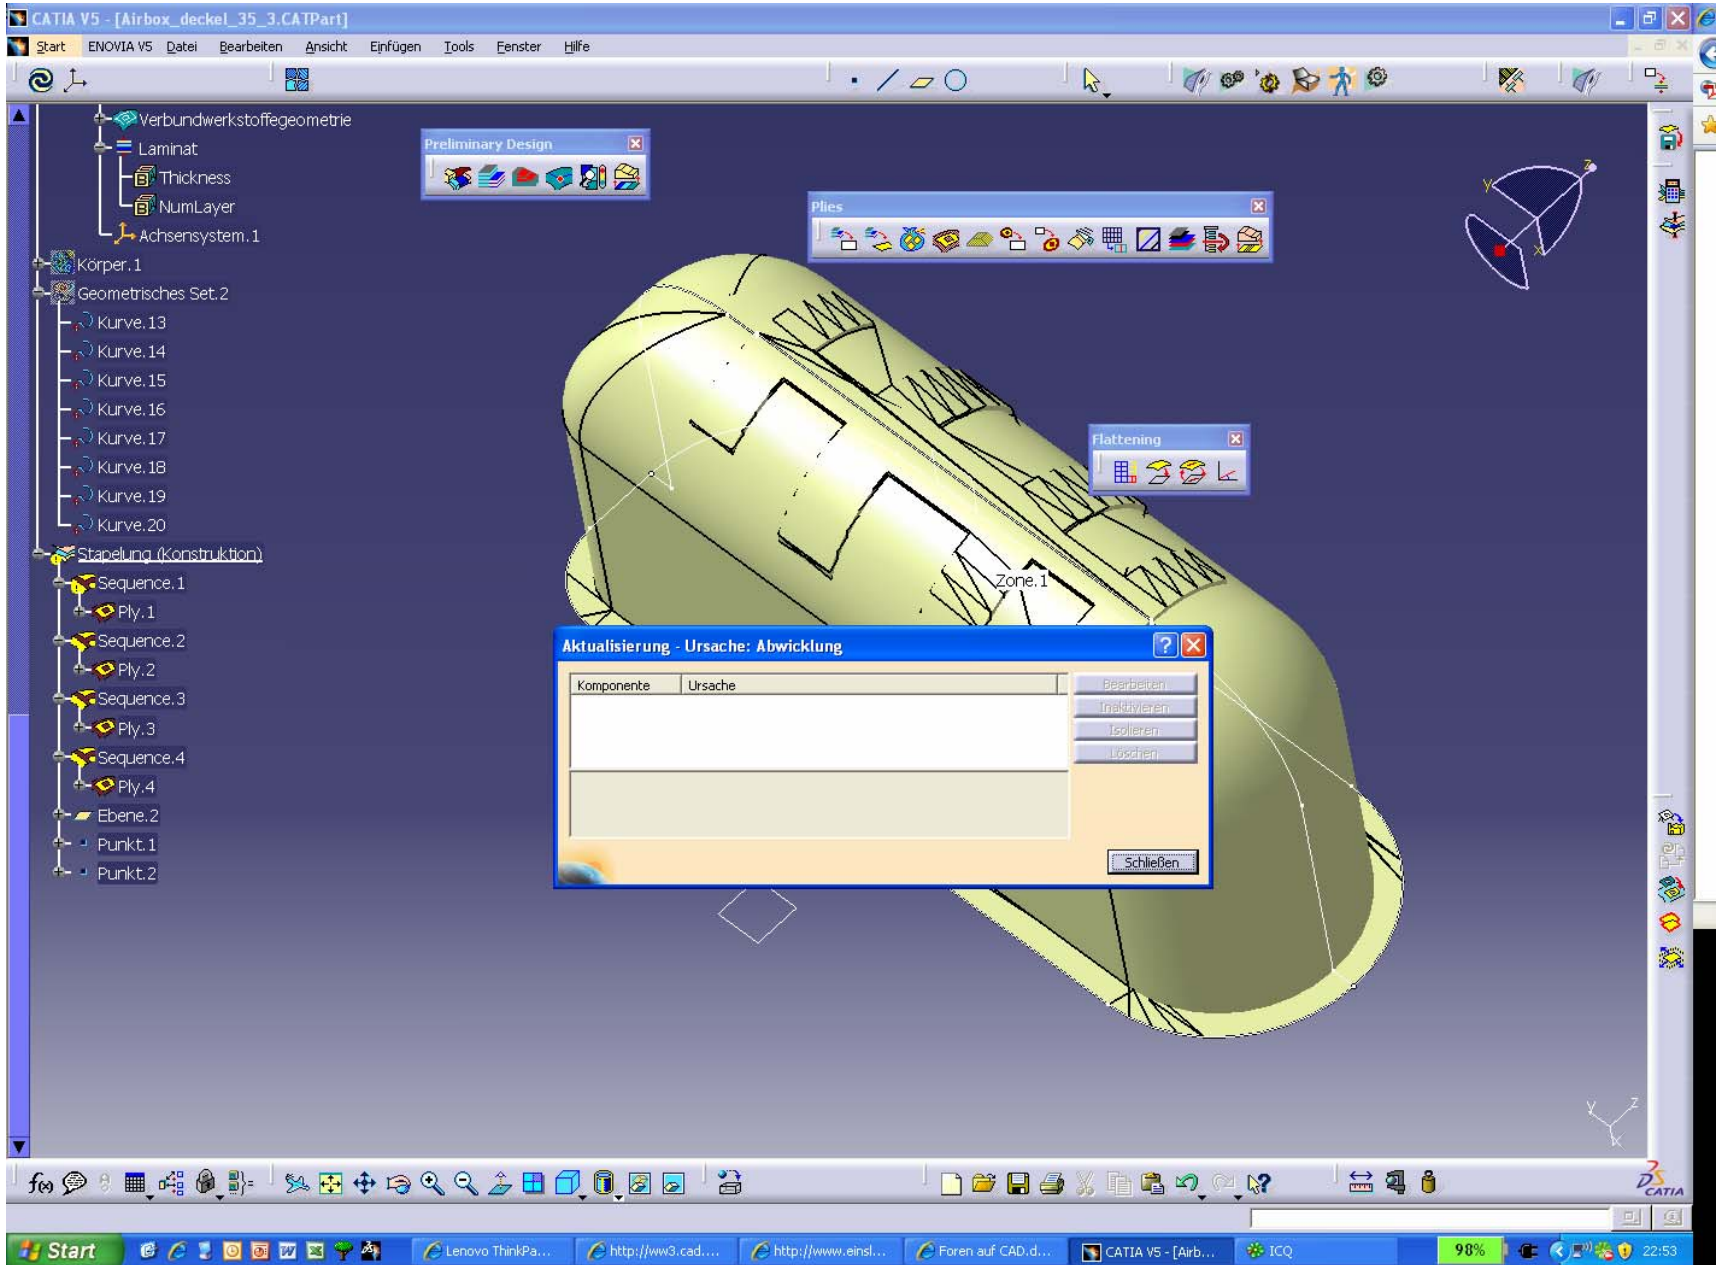 CATIA V5 - [Airbox_deckel_35_3.CATPart]
Start ENOVIA V5 Datei Bearbeiten Ansicht Einfügen Tools Fenster Hilfe
Verbundwerkstoffegeometrie
Laminat
Thickness
NumLayer
Achsensystem.1
Körper.1
Geometrisches Set.2
Kurve.13
Kurve.14
Kurve.15
Kurve.16
Kurve.17
Kurve.18
Kurve.19
Kurve.20
Stapelung (Konstruktion)
Sequence.1
Ply.1
Sequence.2
Ply.2
Sequence.3
Ply.3
Sequence.4
Ply.4
Ebene.2
Punkt.1
Punkt.2
Preliminary Design
Plies
z
y
x
Flattening
Zone.1
Aktualisierung - Ursache: Abwicklung
Komponente Ursache
Bearbeiten
Inaktivieren
Isolieren
Löschen
Schließen
y z
x
f(x)
CATIA
Start Lenovo ThinkPa... http://ww3.cad.... http://www.einsl... Foren auf CAD.d... CATIA V5 - [Airb... ICQ 98% 22:53